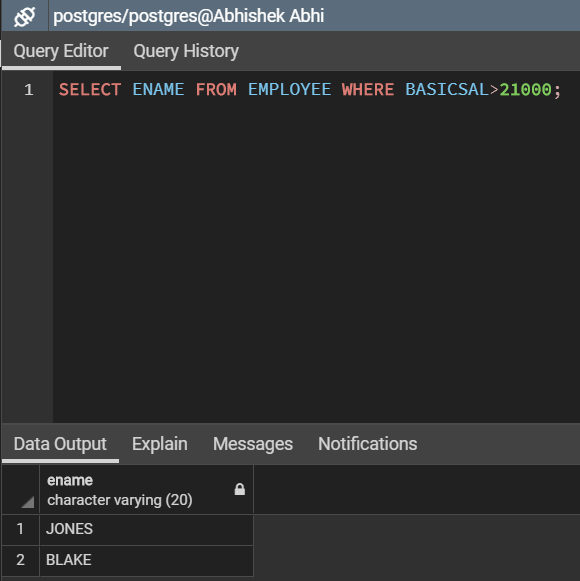 postgres/postgres@Abhishek Abhi
Query Editor Query History
1 SELECT ENAME FROM EMPLOYEE WHERE BASICSAL>21000;
Data Output Explain Messages Notifications
ename
character varying (20)
1 JONES
2 BLAKE